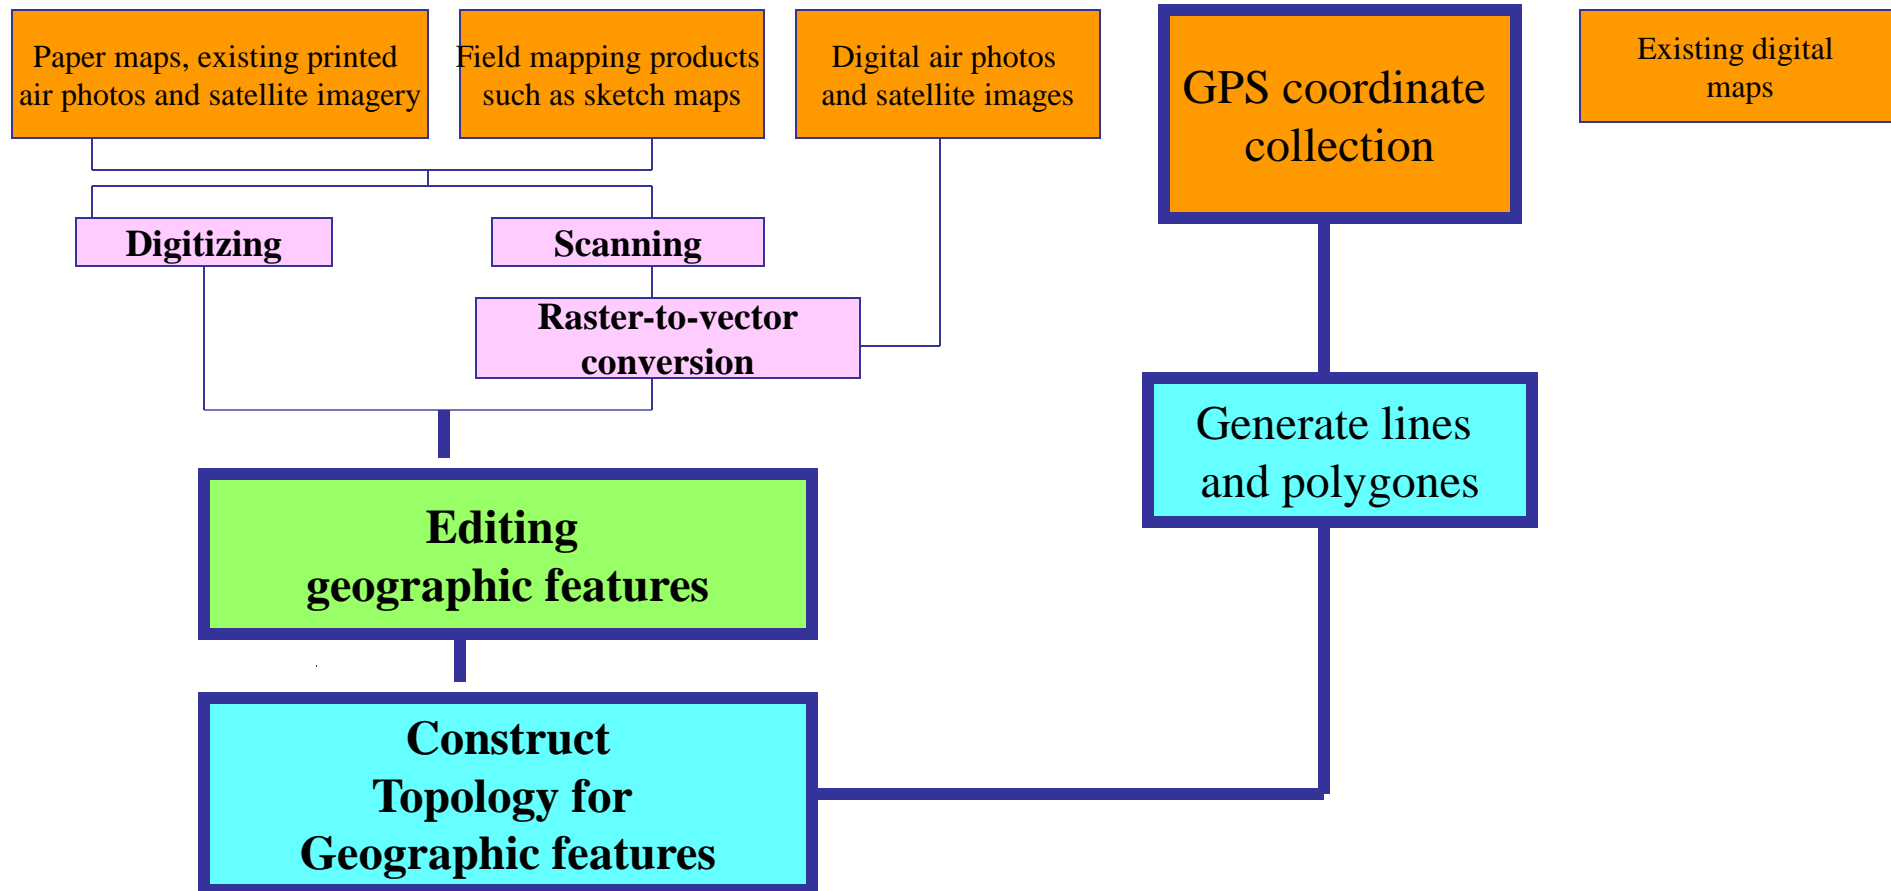 Paper maps, existing printed
air photos and satellite imagery
Field mapping products
such as sketch maps
Digital air photos
and satellite images
GPS coordinate
collection
Existing digital
maps
Digitizing
Scanning
Raster-to-vector
conversion
Generate lines
and polygones
Editing
geographic features
Construct
Topology for
Geographic features